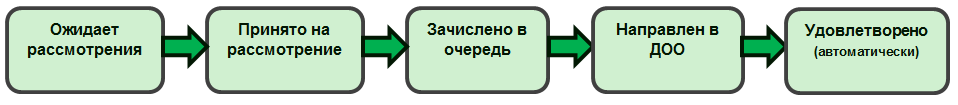 Ожидает
рассмотрения
Принято на
рассмотрение
Зачислено в
очередь
Направлен в
ДОО
Удовлетворено
(автоматически)